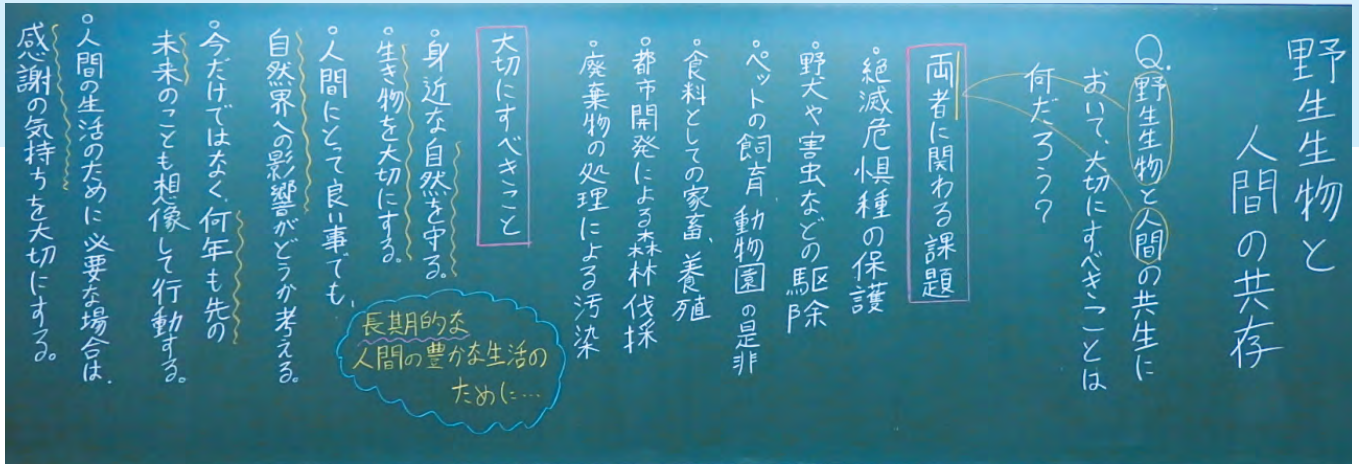 野生生物と
人間の共存
Q.野生生物と人間の共生に
おいて、大切にすべきことは
何だろう?
両者に関わる課題
・絶滅危惧種の保護
・野犬や害虫などの駆除
・ペットの飼育、動物園の是非
・食料としての家畜、養殖
・都市開発による森林伐採
・廃棄物の処理による汚染
大切にすべきこと
・身近な自然を守る。
・生き物を大切にする。
・人間にとって良い事でも、
自然界への影響がどうか考える。
・今だけではなく、何年も先の
未来のことも想像して行動する。
・人間の生活のために必要な場合は、
感謝の気持ちを大切にする。
長期的な
人間の豊かな生活の
ために…